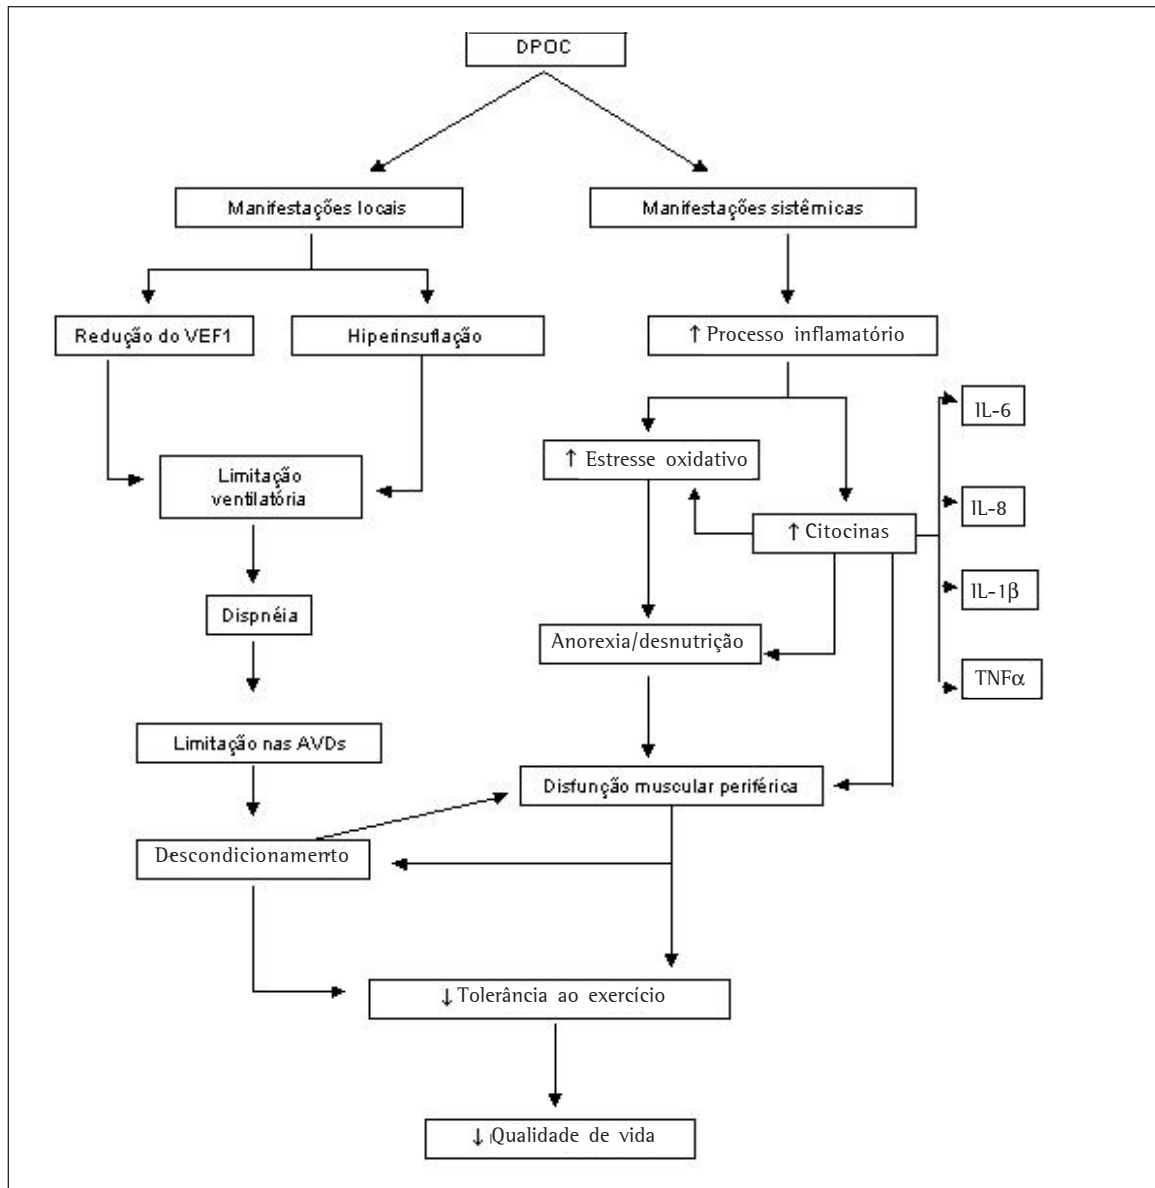 DPOC
Manifestações locais
Manifestações sistêmicas
Redução do VEF1
Hiperinsuflação
↑ Processo inflamatório
IL-6
↑ Estresse oxidativo
Limitação
ventilatória
IL-8
↑ Citocinas
IL-1β
Dispnéia
Anorexia/desnutrição
TNFα
Limitação nas AVDs
Disfunção muscular periférica
Descondicionamento
↓ Tolerância ao exercício
↓ Qualidade de vida